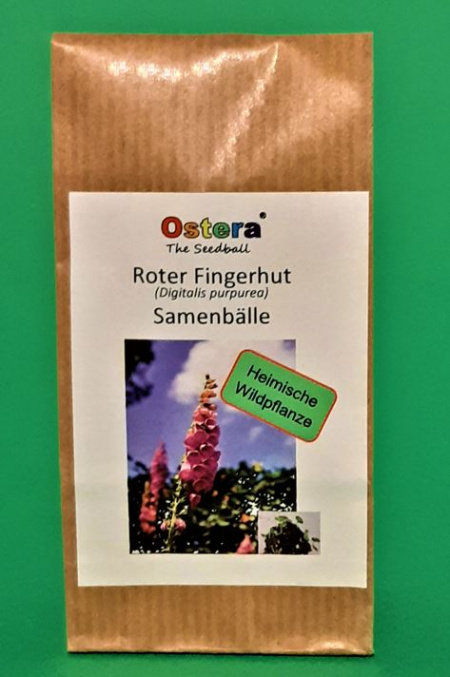 Ostera®
The Seedball
Roter Fingerhut
(Digitalis purpurea)
Samenbälle
Heimische
Wildpflanze